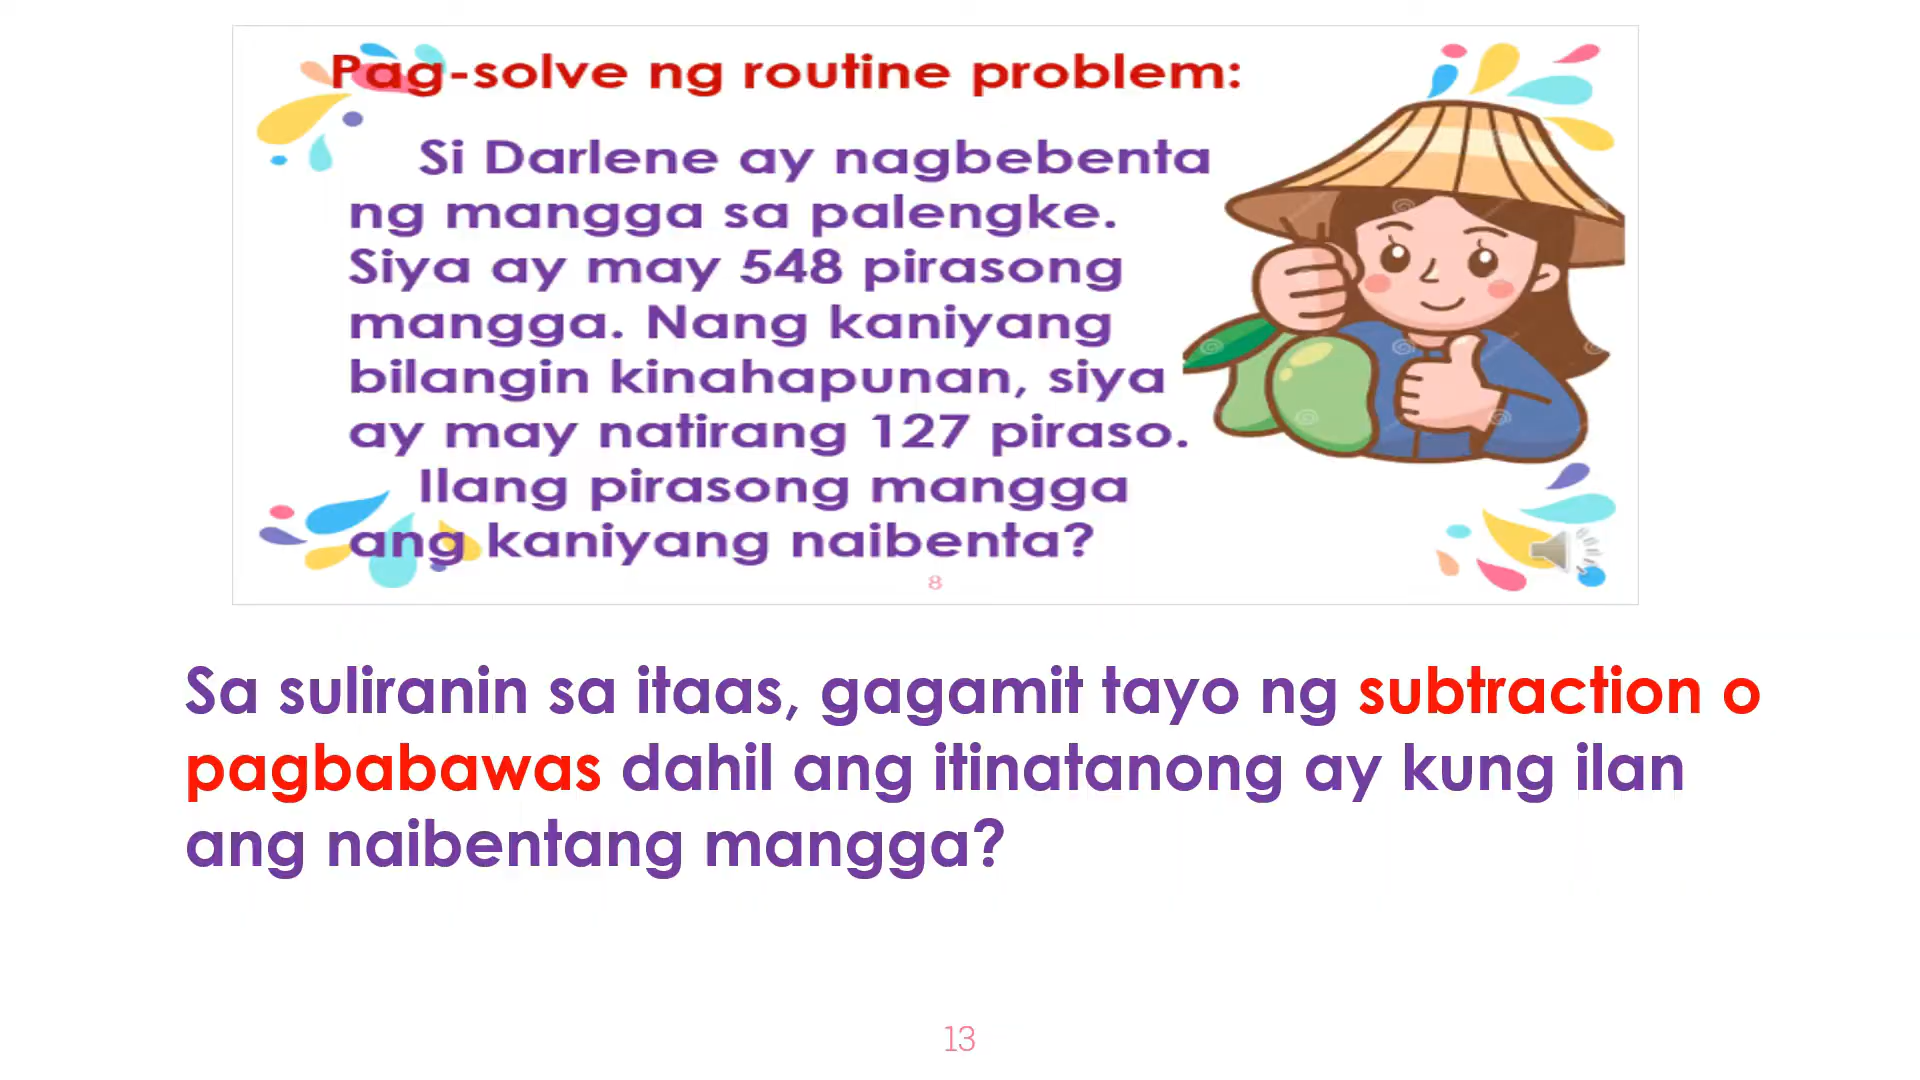 Pag-solve ng routine problem:
Si Darlene ay nagbebenta
ng mangga sa palengke.
Siya ay may 548 pirasong
mangga. Nang kaniyang
bilangin kinahapunan, siya
ay may natirang 127 piraso.
Ilang pirasong mangga
ang kaniyang naibenta?
8
Sa suliranin sa itaas, gagamit tayo ng subtraction o
pagbabawas dahil ang itinatanong ay kung ilan
ang naibentang mangga?
13